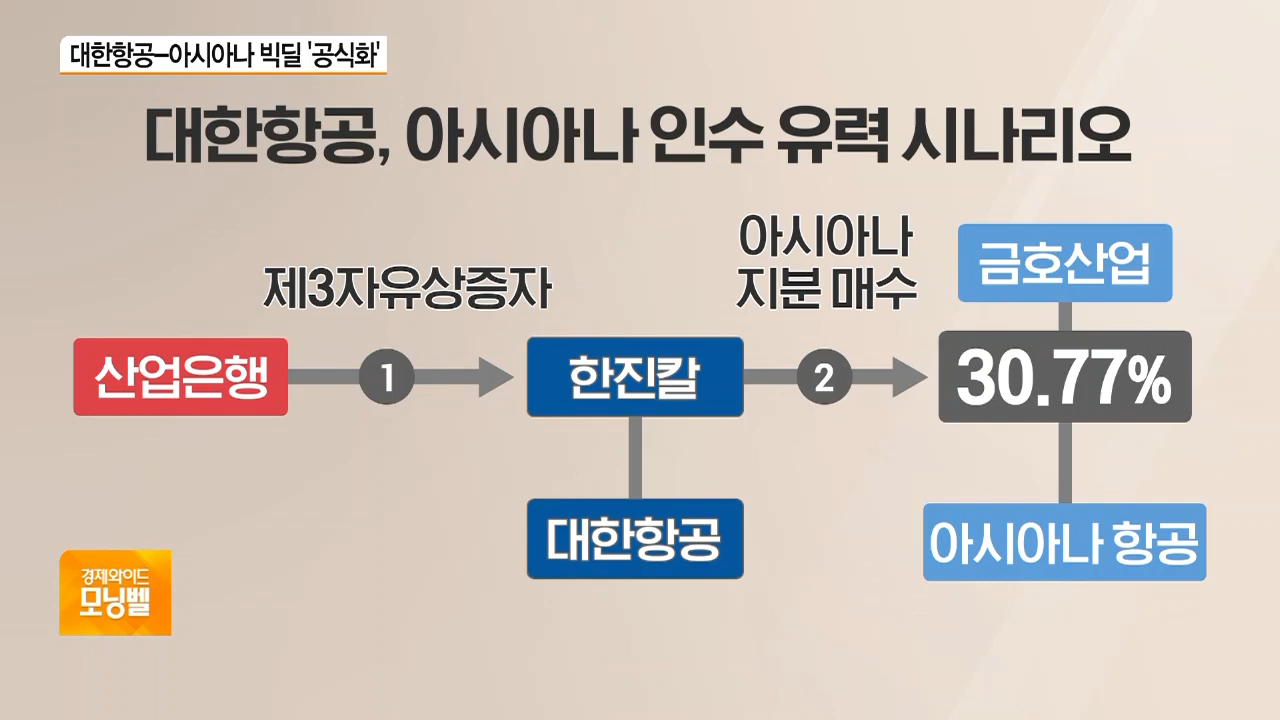 대한항공-아시아나 빅딜 '공식화'
대한항공, 아시아나 인수 유력 시나리오
제3자유상증자
아시아나
지분 매수
금호산업
산업은행
1
한진칼
2
30.77%
대한항공
아시아나 항공
경제와이드
모닝벨